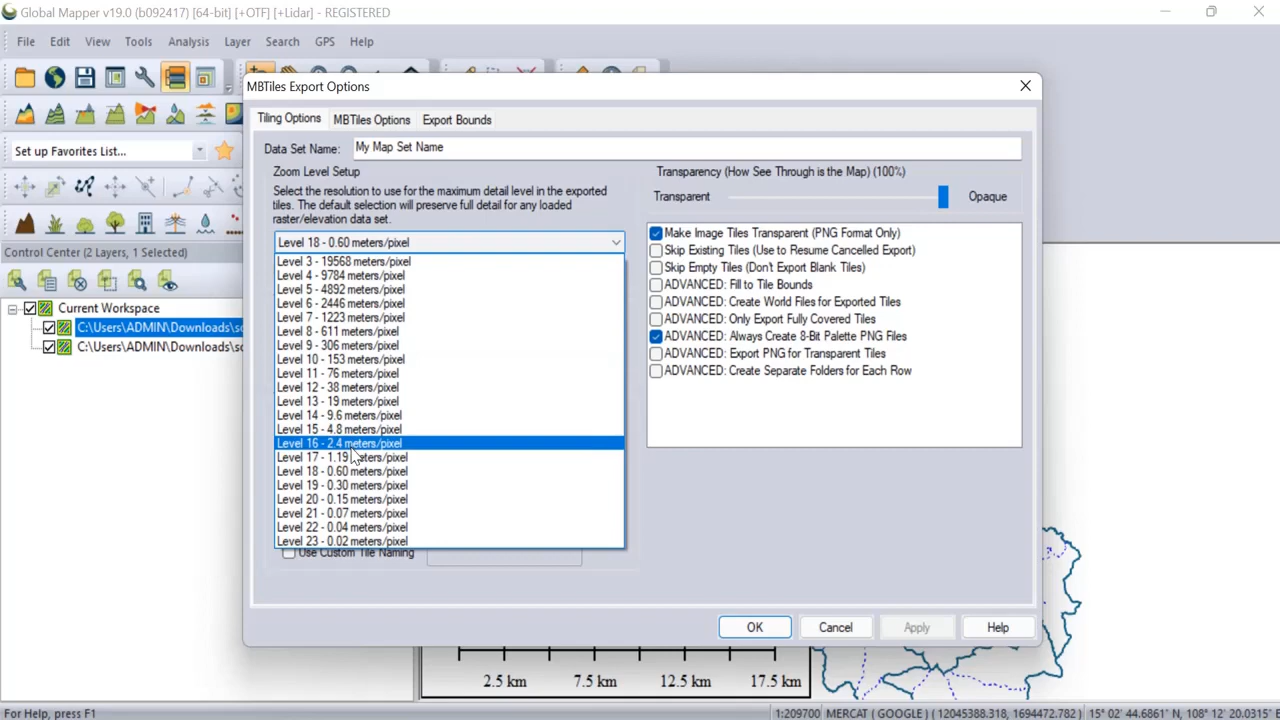 Global Mapper v19.0 (b092417) [64-bit] [+OTF] [+Lidar] - REGISTERED
File Edit View Tools Analysis Layer Search GPS Help
MBTiles Export Options
Tiling Options MBTiles Options Export Bounds
Set up Favorites List...
Data Set Name: My Map Set Name
Zoom Level Setup
Select the resolution to use for the maximum detail level in the exported
tiles. The default selection will preserve full detail for any loaded
raster/elevation data set.
Level 18 - 0.60 meters/pixel
Level 3 - 19568 meters/pixel
Level 4 - 9784 meters/pixel
Level 5 - 4892 meters/pixel
Level 6 - 2446 meters/pixel
Level 7 - 1223 meters/pixel
Level 8 - 611 meters/pixel
Level 9 - 306 meters/pixel
Level 10 - 153 meters/pixel
Level 11 - 76 meters/pixel
Level 12 - 38 meters/pixel
Level 13 - 19 meters/pixel
Level 14 - 9.6 meters/pixel
Level 15 - 4.8 meters/pixel
Level 16 - 2.4 meters/pixel
Level 17 - 1.19 meters/pixel
Level 18 - 0.60 meters/pixel
Level 19 - 0.30 meters/pixel
Level 20 - 0.15 meters/pixel
Level 21 - 0.07 meters/pixel
Level 22 - 0.04 meters/pixel
Level 23 - 0.02 meters/pixel
Use Custom Tile Naming
Transparency (How See Through is the Map) (100%)
Transparent Opaque
Make Image Tiles Transparent (PNG Format Only)
Skip Existing Tiles (Use to Resume Cancelled Export)
Skip Empty Tiles (Don't Export Blank Tiles)
ADVANCED: Fill to Tile Bounds
ADVANCED: Create World Files for Exported Tiles
ADVANCED: Only Export Fully Covered Tiles
ADVANCED: Always Create 8-Bit Palette PNG Files
ADVANCED: Export PNG for Transparent Tiles
ADVANCED: Create Separate Folders for Each Row
OK Cancel Apply Help
Control Center (2 Layers, 1 Selected)
Current Workspace
C:\Users\ADMIN\Downloads\sc
C:\Users\ADMIN\Downloads\sc
2.5 km 7.5 km 12.5 km 17.5 km
For Help, press F1
1:209700 MERCAT ( GOOGLE ) ( 12045388.318, 1694472.782 ) 15° 02' 44.6861" N, 108° 12' 20.0315" E